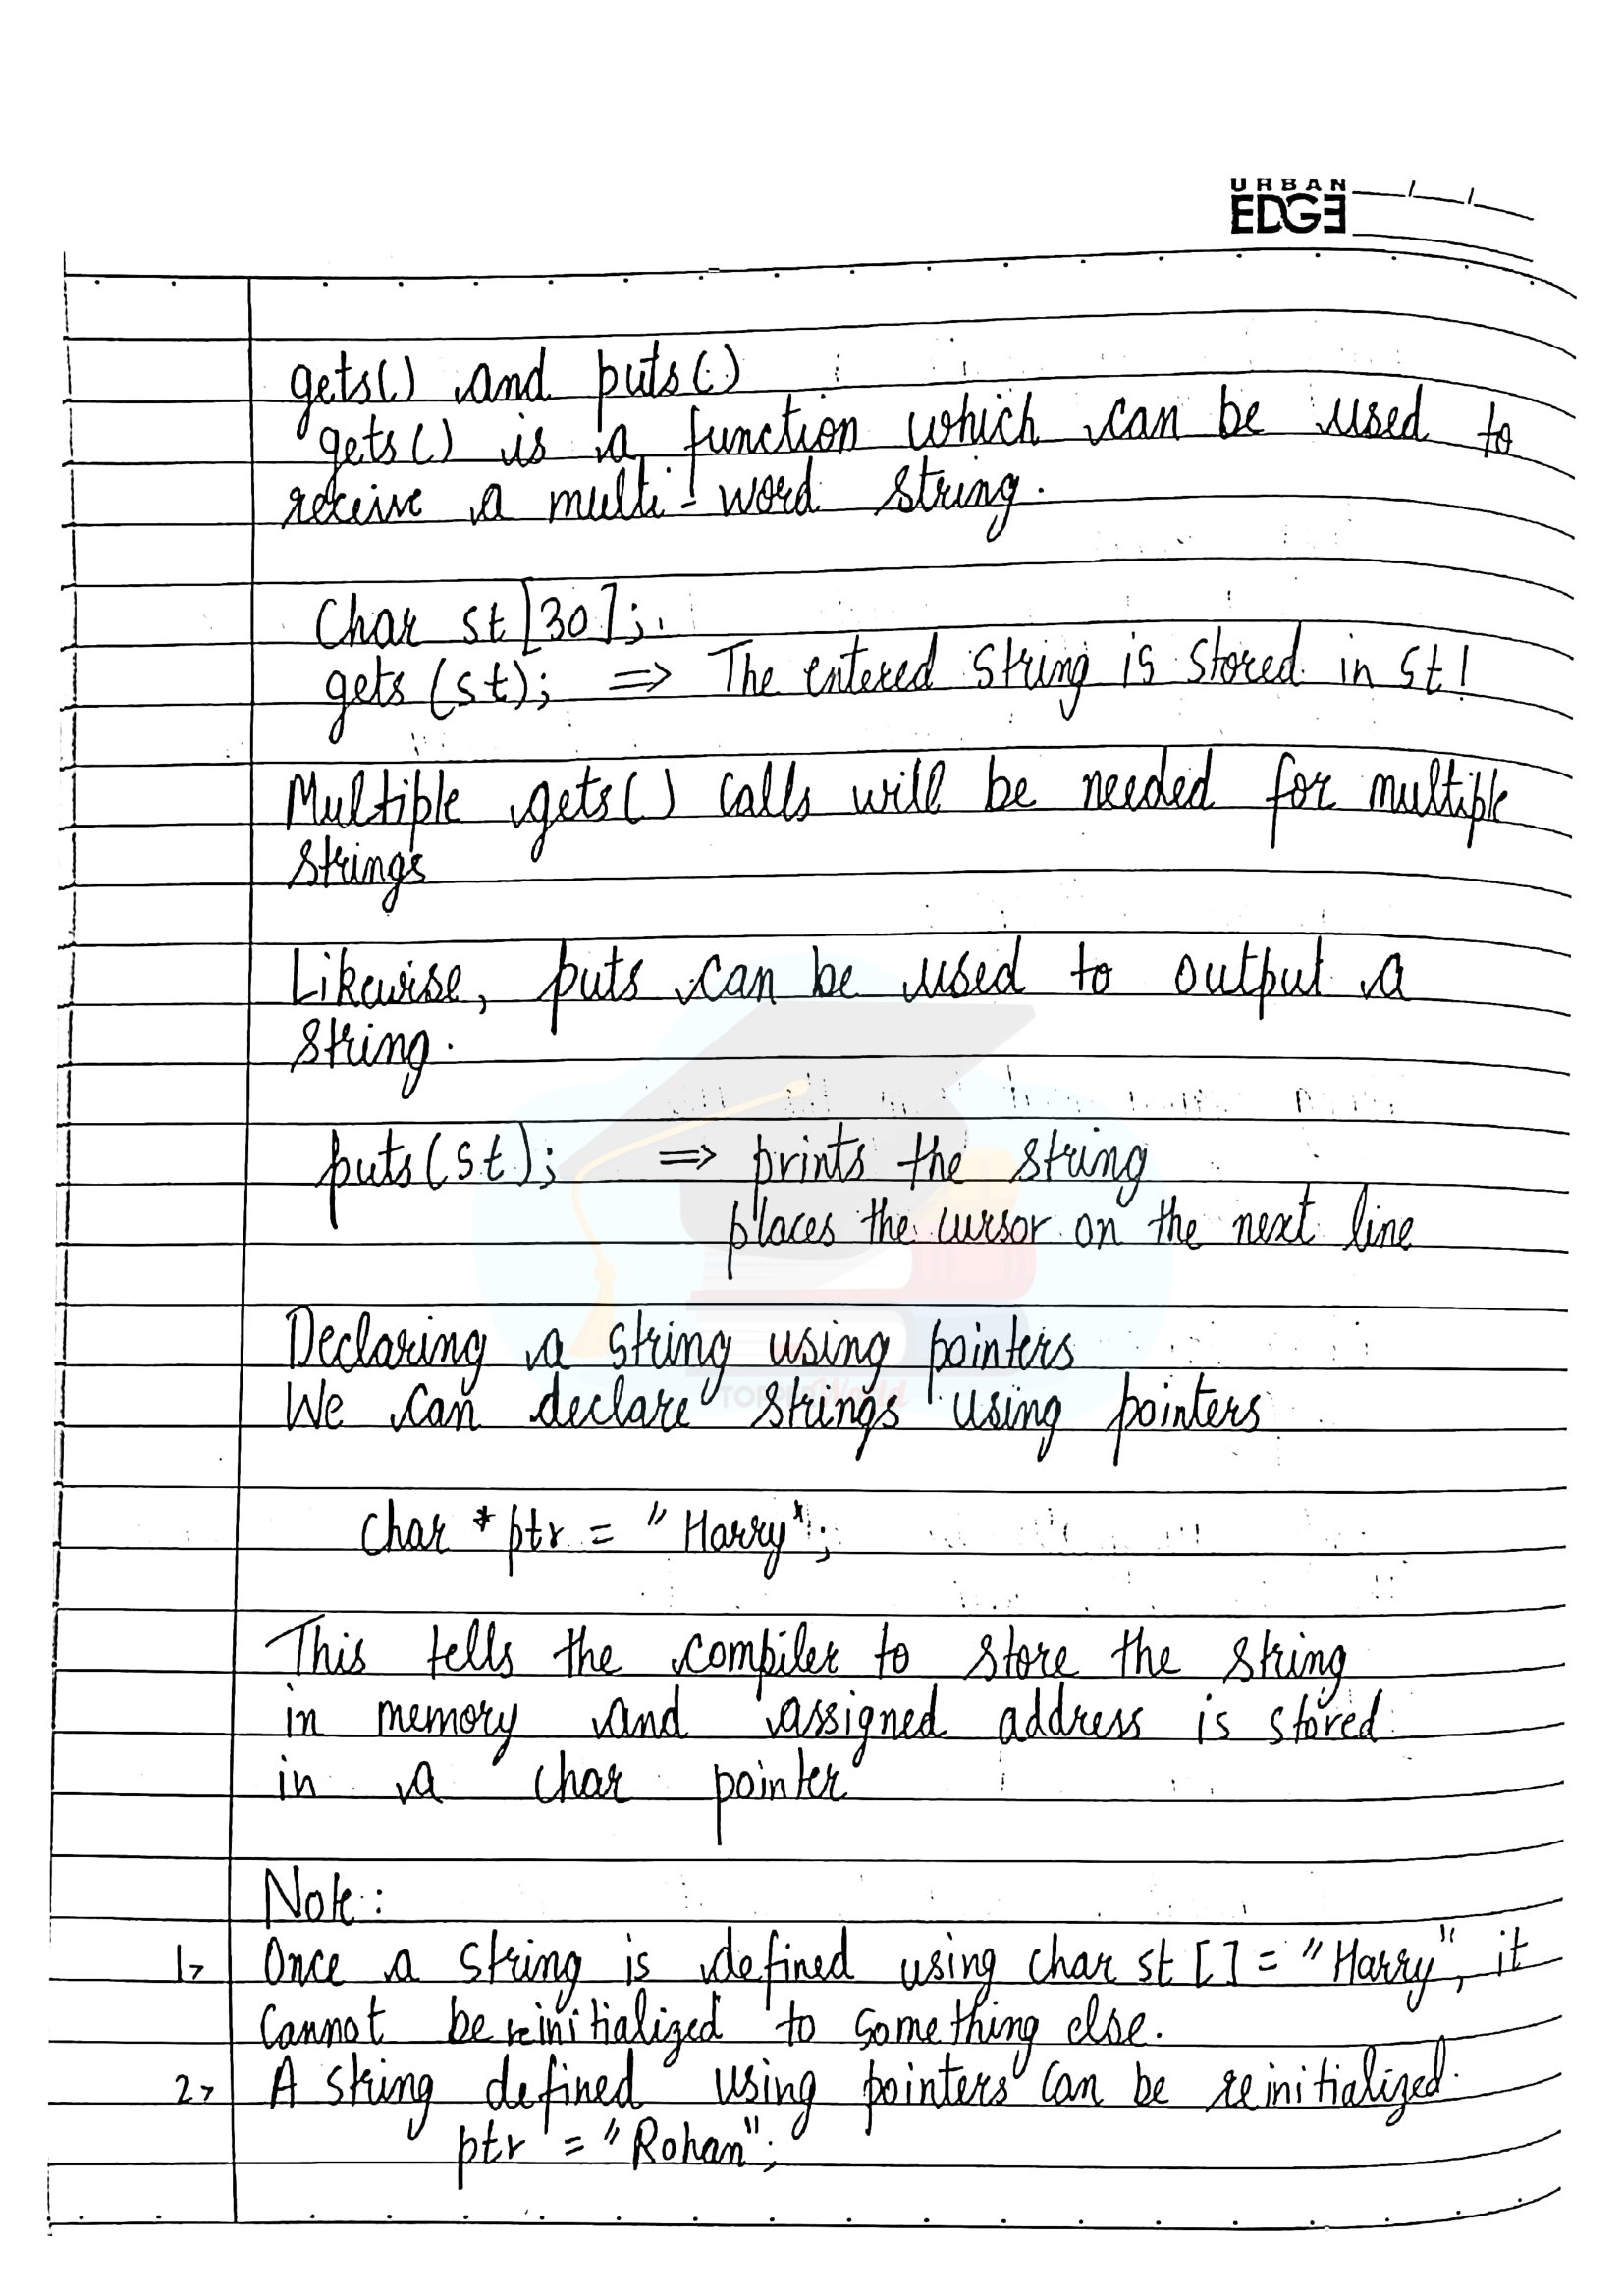 URBAN
EDGE
gets() and puts()
gets() is a function which can be used to
receive a multi-word string.
Char st[30];
gets(st); => The entered string is stored in st!
Multiple gets() calls will be needed for multiple
strings
Likewise, puts can be used to output a
string.
puts(st); => prints the string
places the cursor on the next line
Declaring a string using pointers
We can declare strings using pointers
TOPPERWorld
char *ptr = "Harry";
This tells the compiler to store the string
in memory and assigned address is stored
in a char pointer
Note:
1> Once a string is defined using char st [] = "Harry", it
cannot be reinitialized to something else.
2> A string defined using pointers can be reinitialized.
ptr = "Rohan";